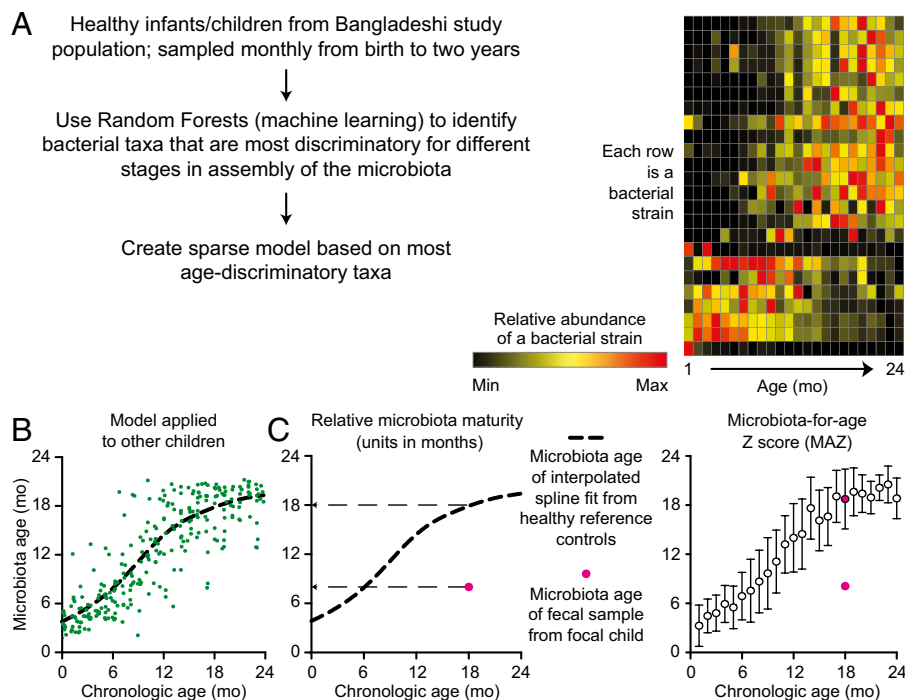 A
Healthy infants/children from Bangladeshi study
population; sampled monthly from birth to two years
Use Random Forests (machine learning) to identify
bacterial taxa that are most discriminatory for different
stages in assembly of the microbiota
Create sparse model based on most
age-discriminatory taxa
Each row
is a
bacterial
strain
Relative abundance
of a bacterial strain
Min
Max
1
24
Age (mo)
B
Model applied
to other children
Microbiota age (mo)
24
18
12
6
0
0
6
12
18
24
Chronologic age (mo)
C
Relative microbiota maturity
(units in months)
24
18
12
6
0
0
6
12
18
24
Chronologic age (mo)
Microbiota age
of interpolated
spline fit from
healthy reference
controls
Microbiota age
of fecal sample
from focal child
Microbiota-for-age
Z score (MAZ)
24
18
12
6
0
0
6
12
18
24
Chronologic age (mo)